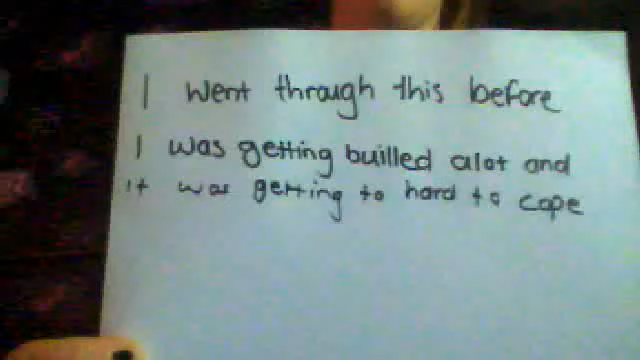 I went through this before
I was getting builled alot and
it was getting to hard to cope